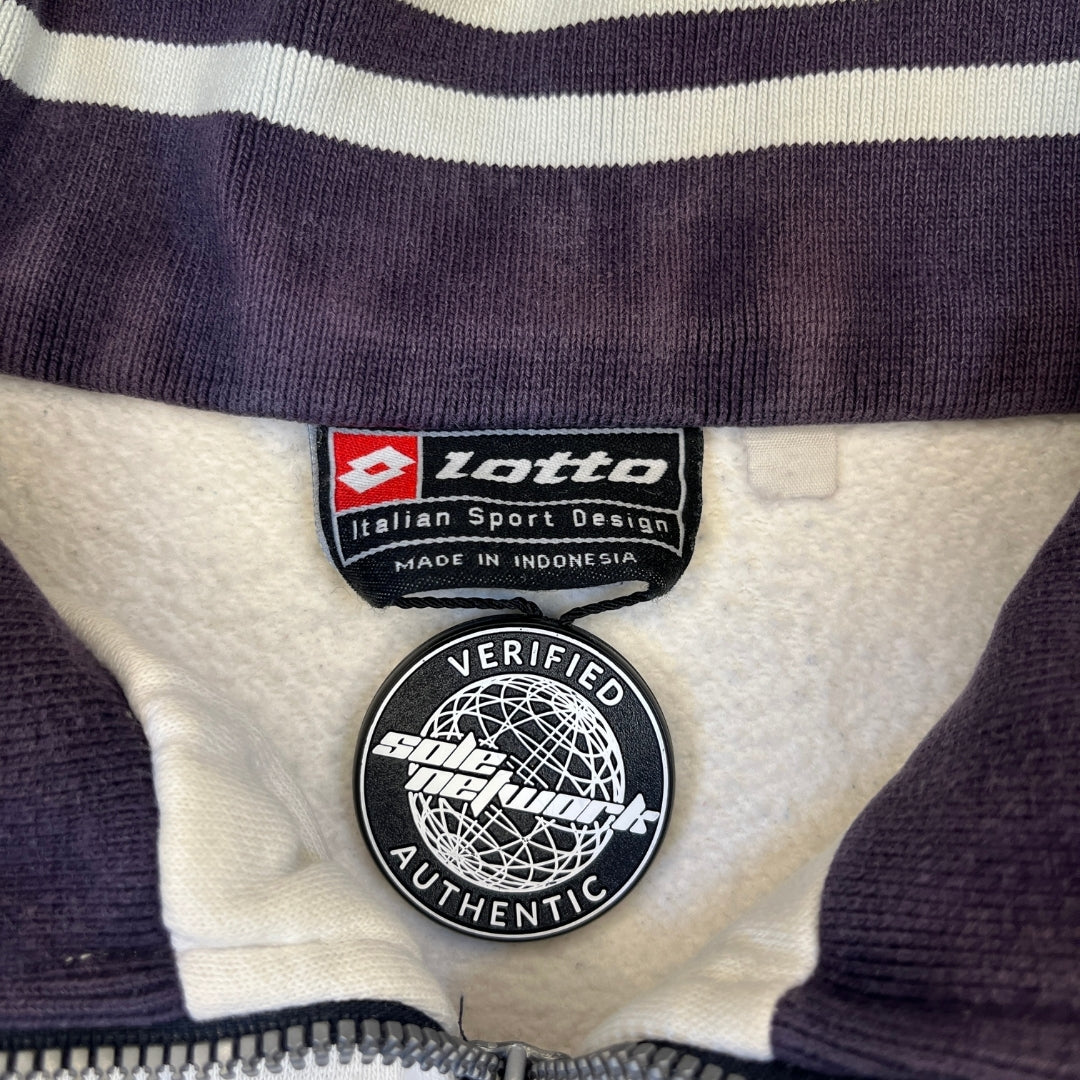 lotto
Italian Sport Design
MADE IN INDONESIA
VERIFIED
sole
network
AUTHENTIC